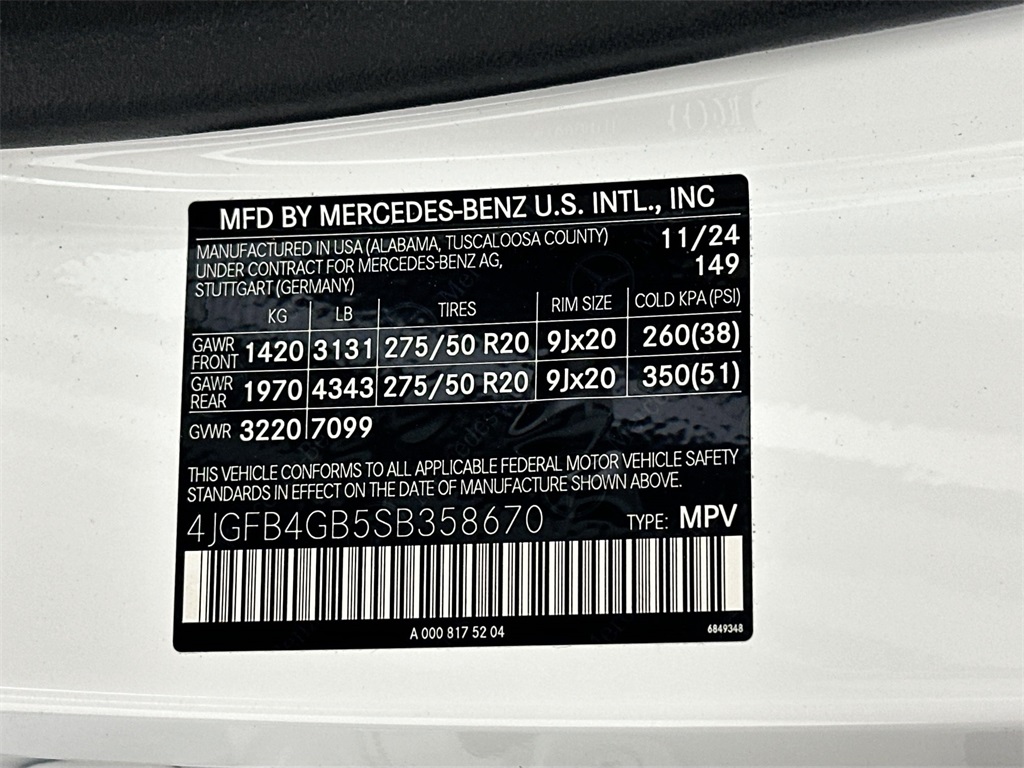 MFD BY MERCEDES-BENZ U.S. INTL., INC
MANUFACTURED IN USA (ALABAMA, TUSCALOOSA COUNTY) 11/24
UNDER CONTRACT FOR MERCEDES-BENZ AG, 149
STUTTGART (GERMANY)
KG LB TIRES RIM SIZE COLD KPA (PSI)
GAWR FRONT 1420 3131 275/50 R20 9Jx20 260(38)
GAWR REAR 1970 4343 275/50 R20 9Jx20 350(51)
GVWR 3220 7099
THIS VEHICLE CONFORMS TO ALL APPLICABLE FEDERAL MOTOR VEHICLE SAFETY
STANDARDS IN EFFECT ON THE DATE OF MANUFACTURE SHOWN ABOVE.
4JGFB4GB5SB358670 TYPE: MPV
A 000 817 52 04 6849348